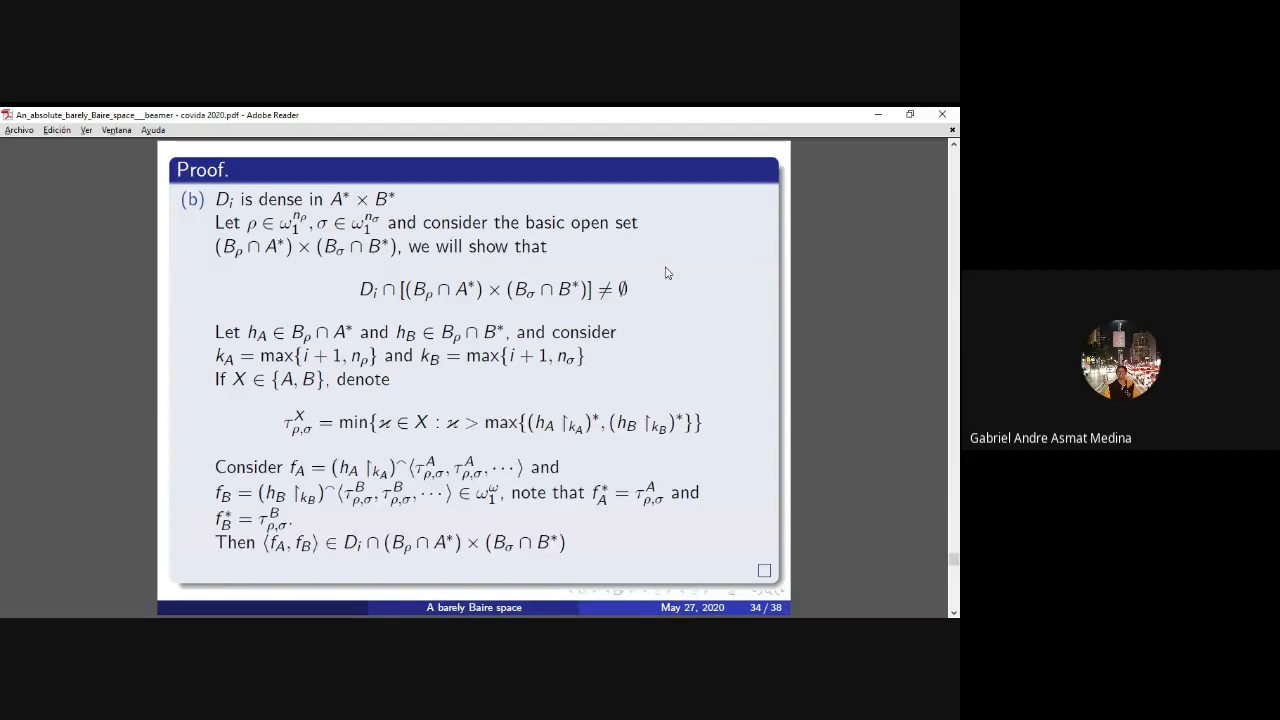 An_absolute_barely_Baire_space__beamer - covida 2020.pdf - Adobe Reader
Archivo Edición Ver Ventana Ayuda
Proof.
(b) D_i is dense in A* × B*
Let ρ ∈ ω_1^{n_ρ}, σ ∈ ω_1^{n_σ} and consider the basic open set
(B_ρ ∩ A*) × (B_σ ∩ B*), we will show that
D_i ∩ [(B_ρ ∩ A*) × (B_σ ∩ B*)] ≠ ∅
Let h_A ∈ B_ρ ∩ A* and h_B ∈ B_ρ ∩ B*, and consider
k_A = max{i + 1, n_ρ} and k_B = max{i + 1, n_σ}
If X ∈ {A, B}, denote
τ^X_{ρ,σ} = min{ϰ ∈ X : ϰ > max{(h_A ↾_{k_A})*, (h_B ↾_{k_B})*}}
Consider f_A = (h_A ↾_{k_A})⌢⟨τ^A_{ρ,σ}, τ^A_{ρ,σ}, ⋯⟩ and
f_B = (h_B ↾_{k_B})⌢⟨τ^B_{ρ,σ}, τ^B_{ρ,σ}, ⋯⟩ ∈ ω_1^ω, note that f*_A = τ^A_{ρ,σ} and
f*_B = τ^B_{ρ,σ}.
Then ⟨f_A, f_B⟩ ∈ D_i ∩ (B_ρ ∩ A*) × (B_σ ∩ B*)
A barely Baire space May 27, 2020 34 / 38
Gabriel Andre Asmat Medina